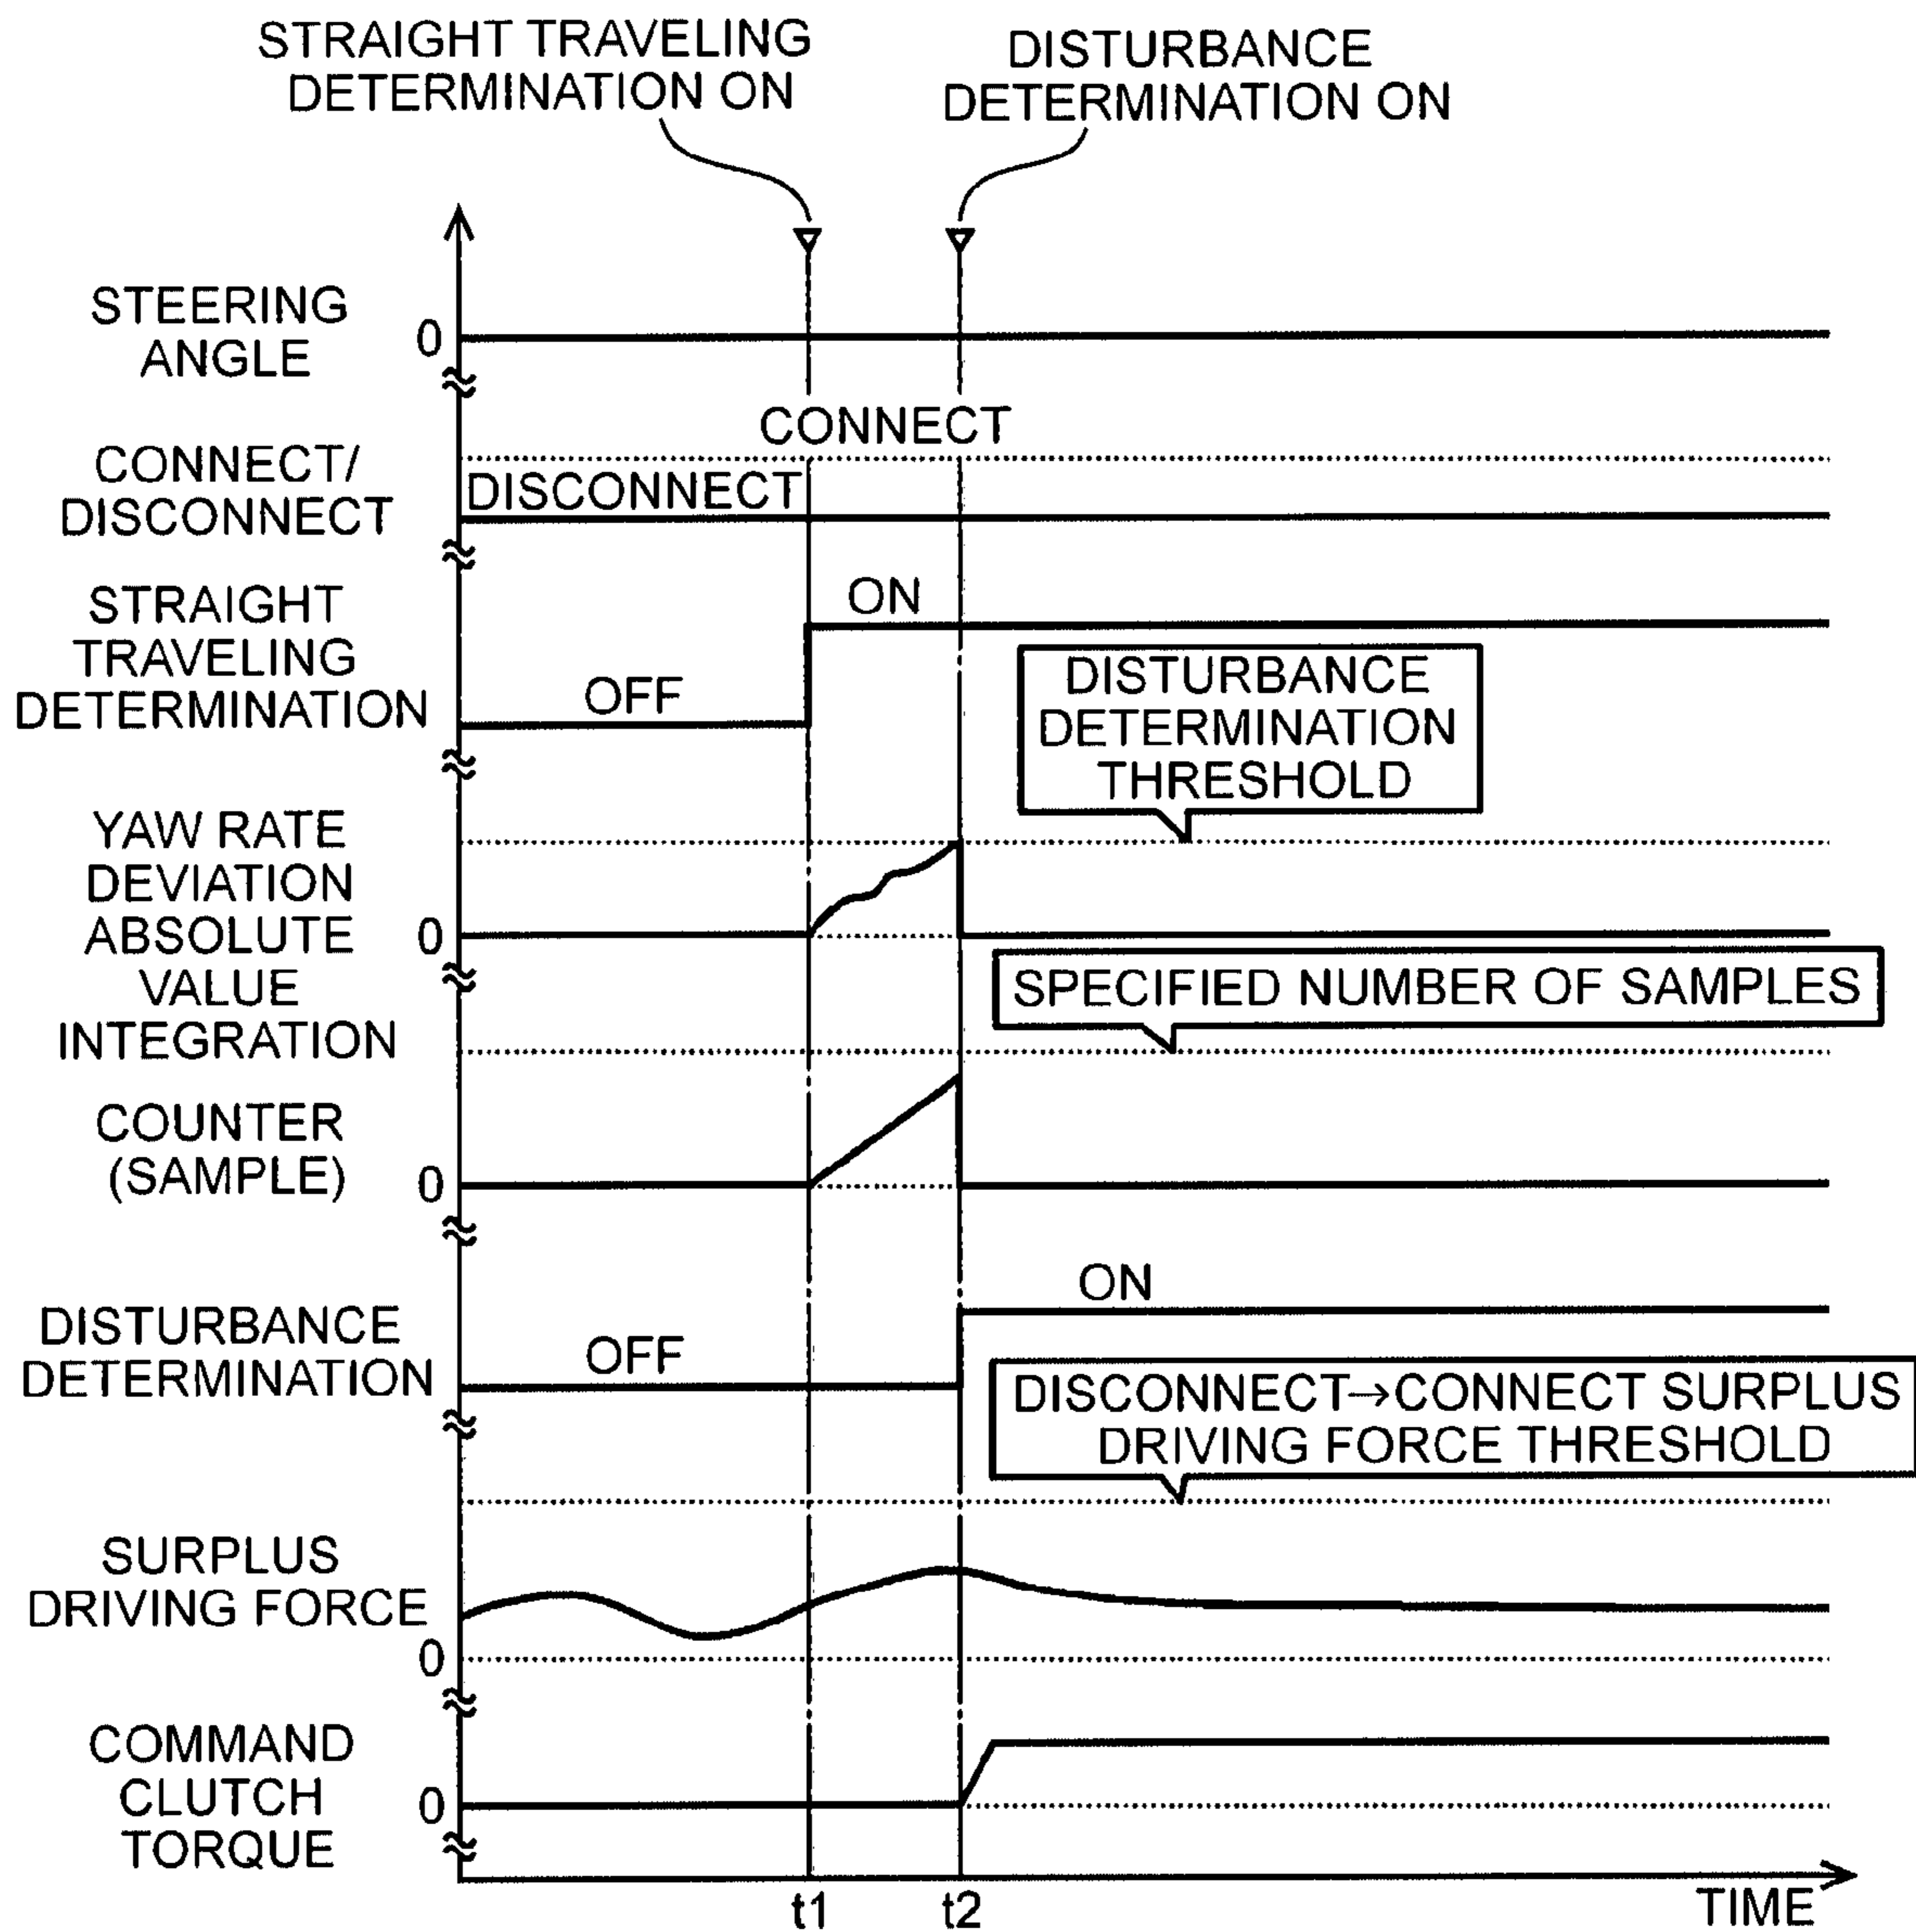 STRAIGHT TRAVELING
DETERMINATION ON
DISTURBANCE
DETERMINATION ON
STEERING
ANGLE
0
CONNECT/
DISCONNECT
CONNECT
DISCONNECT
STRAIGHT
TRAVELING
DETERMINATION
OFF
ON
DISTURBANCE
DETERMINATION
THRESHOLD
YAW RATE
DEVIATION
ABSOLUTE
VALUE
INTEGRATION
0
SPECIFIED NUMBER OF SAMPLES
COUNTER
(SAMPLE)
0
DISTURBANCE
DETERMINATION
OFF
ON
DISCONNECT→CONNECT SURPLUS
DRIVING FORCE THRESHOLD
SURPLUS
DRIVING FORCE
0
COMMAND
CLUTCH
TORQUE
0
t1
t2
TIME